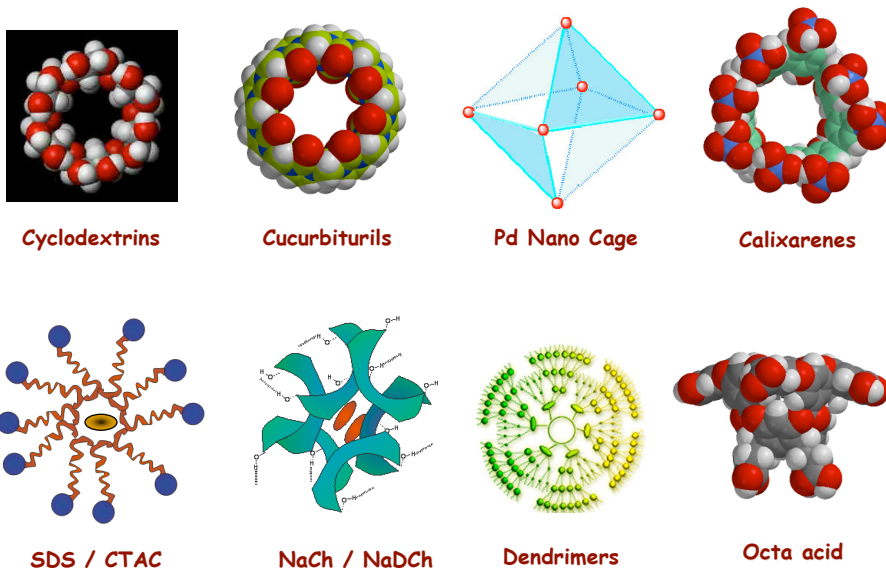 Cyclodextrins
Cucurbiturils
Pd Nano Cage
Calixarenes
SDS / CTAC
NaCh / NaDCh
Dendrimers
Octa acid